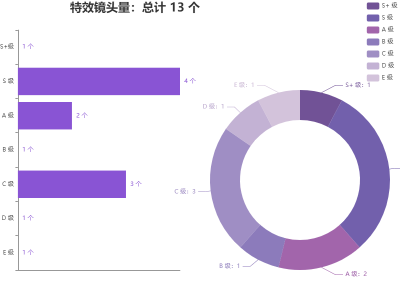 特效镜头量：总计 13 个
S+ 级
S 级
A 级
B 级
C 级
D 级
E 级
S+级 1 个
S 级 4 个
A 级 2 个
B 级 1 个
C 级 3 个
D 级 1 个
E 级 1 个
E 级：1
S+ 级：1
D 级：1
C 级：3
B 级：1
A 级：2